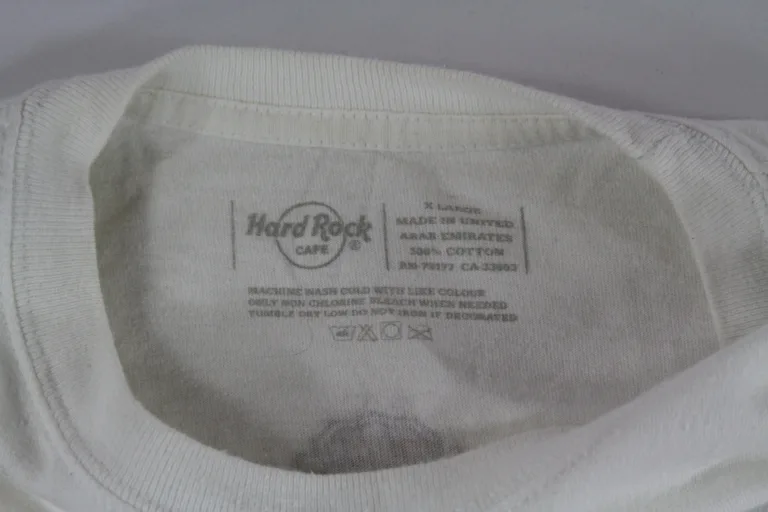 Hard Rock
CAFE ®
X LARGE
MADE IN UNITED
ARAB EMIRATES
100% COTTON
MACHINE WASH COLD WITH LIKE COLOUR
ONLY NON CHLORINE BLEACH WHEN NEEDED
TUMBLE DRY LOW DO NOT IRON IF DECORATED